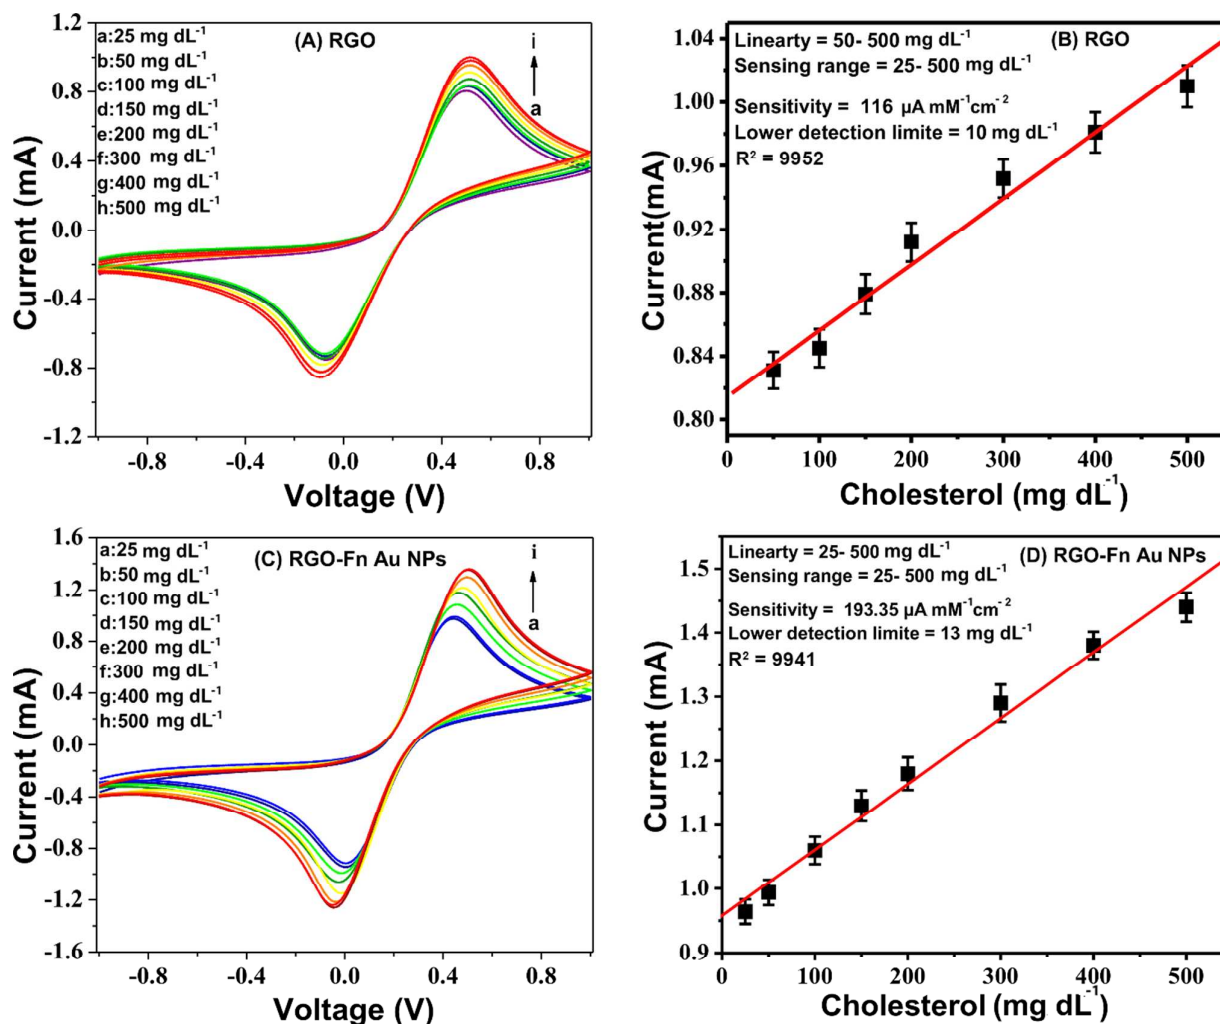 (A) RGO
a:25 mg dL-1
b:50 mg dL-1
c:100 mg dL-1
d:150 mg dL-1
e:200 mg dL-1
f:300 mg dL-1
g:400 mg dL-1
h:500 mg dL-1
i
a
1.2
0.8
0.4
0.0
-0.4
-0.8
-1.2
Current (mA)
-0.8 -0.4 0.0 0.4 0.8
Voltage (V)
(B) RGO
Linearty = 50- 500 mg dL-1
Sensing range = 25- 500 mg dL-1
Sensitivity = 116 µA mM-1cm-2
Lower detection limite = 10 mg dL-1
R2 = 9952
1.04
1.00
0.96
0.92
0.88
0.84
0.80
Current(mA)
0 100 200 300 400 500
Cholesterol (mg dL-1)
(C) RGO-Fn Au NPs
a:25 mg dL-1
b:50 mg dL-1
c:100 mg dL-1
d:150 mg dL-1
e:200 mg dL-1
f:300 mg dL-1
g:400 mg dL-1
h:500 mg dL-1
i
a
1.6
1.2
0.8
0.4
0.0
-0.4
-0.8
-1.2
-1.6
Current (mA)
-0.8 -0.4 0.0 0.4 0.8
Voltage (V)
(D) RGO-Fn Au NPs
Linearty = 25- 500 mg dL-1
Sensing range = 25- 500 mg dL-1
Sensitivity = 193.35 µA mM-1cm-2
Lower detection limite = 13 mg dL-1
R2 = 9941
1.5
1.4
1.3
1.2
1.1
1.0
0.9
Current (mA)
0 100 200 300 400 500
Cholesterol (mg dL-1)